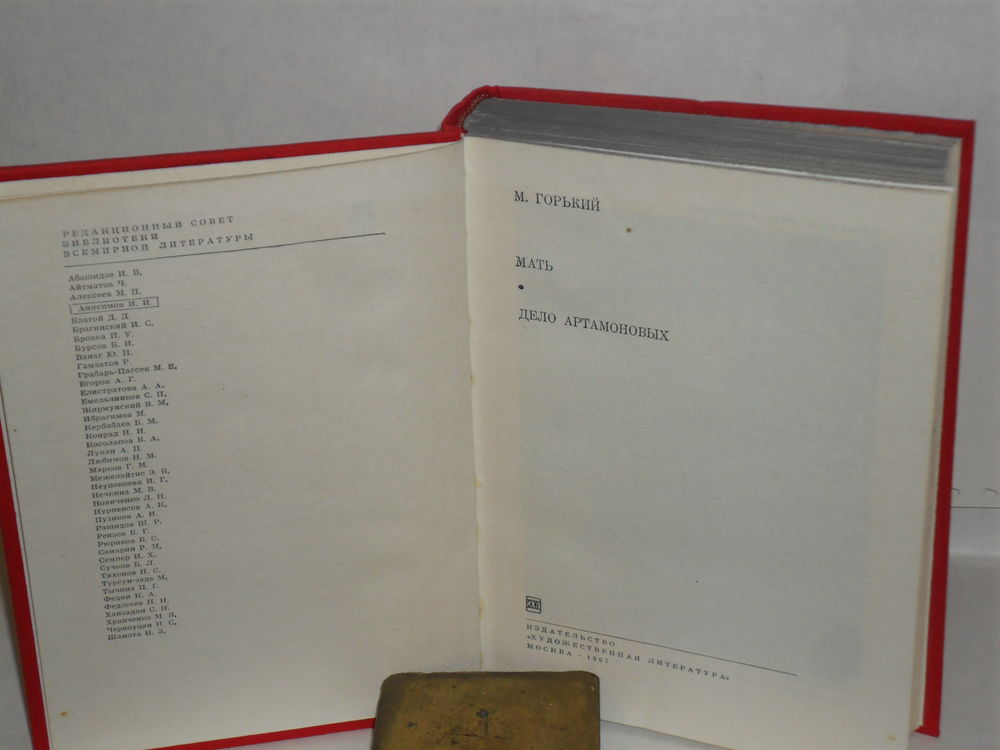 РЕДАКЦИОННЫЙ СОВЕТ
БИБЛИОТЕКИ
ВСЕМИРНОЙ ЛИТЕРАТУРЫ
Абашидзе И. В.
Айтматов Ч.
Алексеев М. П.
Анисимов И. И.
Благой Д. Д.
Брагинский И. С.
Бровка П. У.
Бурсов Б. И.
Ванаг Ю. П.
Гамзатов Р.
Грабарь-Пассек М. Е.
Егоров А. Г.
Елистратова А. А.
Емельянников С. П.
Жирмунский В. М.
Ибрагимов М.
Кербабаев Б. М.
Конрад Н. И.
Косолапов В. А.
Лупан А. П.
Любимов Н. М.
Марков Г. М.
Межелайтис Э. Б.
Неупокоева И. Г.
Нечкина М. В.
Новиченко Л. Н.
Нурпеисов А. К.
Пузиков А. И.
Рашидов Ш. Р.
Реизов Б. Г.
Рюриков Б. С.
Самарин Р. М.
Семпер И. Х.
Сучков Б. Л.
Тихонов Н. С.
Турсун-заде М.
Тычина П. Г.
Федин К. А.
Федосеев П. Н.
Ханзадян С. Н.
Храпченко М. Б.
Черноуцан И. С.
Шамота Н. З.
М. ГОРЬКИЙ
МАТЬ
•
ДЕЛО АРТАМОНОВЫХ
ИЗДАТЕЛЬСТВО
«ХУДОЖЕСТВЕННАЯ ЛИТЕРАТУРА»
МОСКВА · 1967